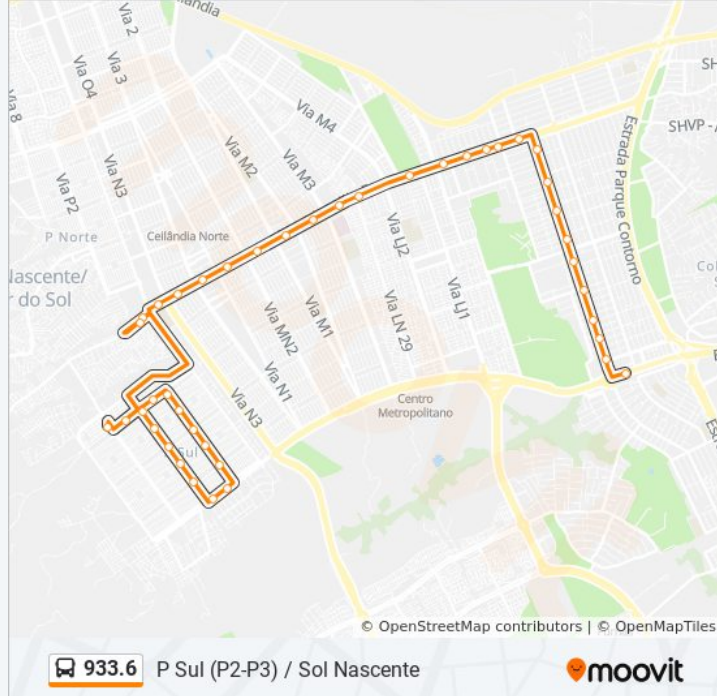 lândia
Via 2
Via 3
Via O4
Via 8
Via M4
Via M2
Via M3
Via N3
Via P2
P Norte
Ceilândia Norte
SH
SHVP - A
Estrada Parque Contorno
Nascente/
r do Sol
Via LJ2
Via LJ1
Col
S
Via M1
Via MN2
Via LN 29
Via N1
Via N3
Centro
Metropolitano
Sul
Est
© OpenStreetMap contributors | © OpenMapTiles
933.6 P Sul (P2-P3) / Sol Nascente
moovit